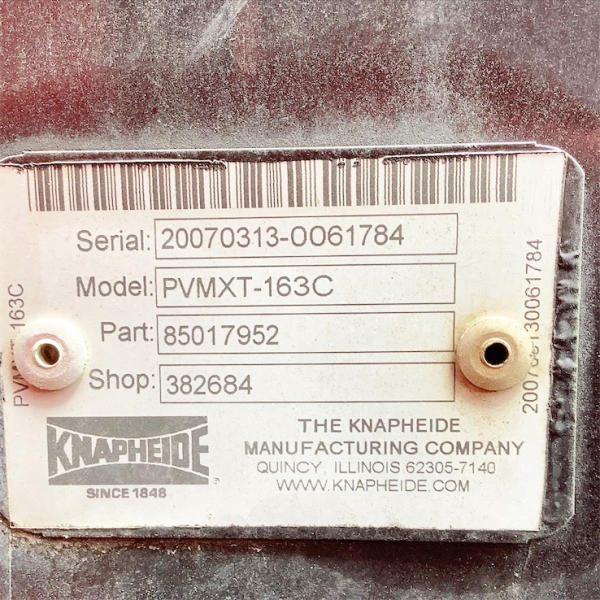 Serial: 20070313-0061784
Model: PVMXT-163C
Part: 85017952
Shop: 382684
KNAPHEIDE
SINCE 1848
THE KNAPHEIDE
MANUFACTURING COMPANY
QUINCY, ILLINOIS 62305-7140
WWW.KNAPHEIDE.COM